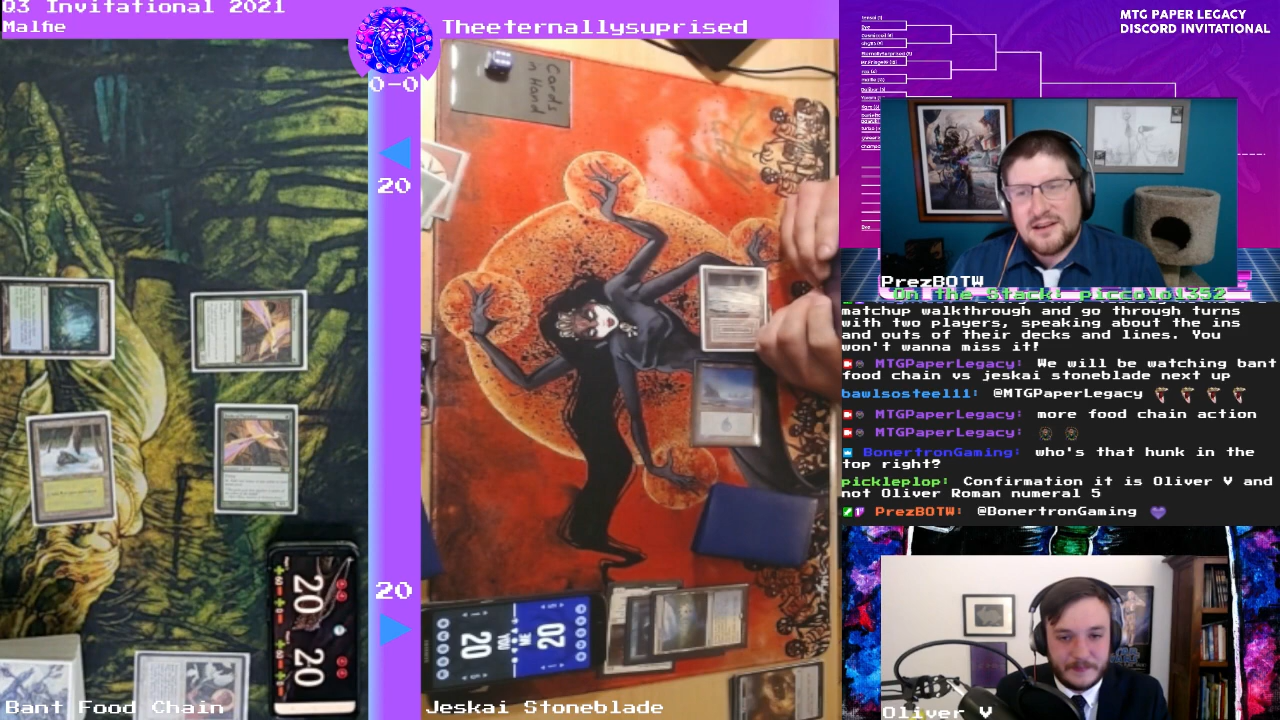 Q3 Invitational 2021
Malfie
Theeternallysuprised
0-0
20
20
Cards
n Hand
20 20
20
20
ME
Bant Food Chain
Jeskai Stoneblade
MTG PAPER LEGACY
DISCORD INVITATIONAL
PrezBOTW
On The Stack: piccolo1352
matchup walkthrough and go through turns
with two players, speaking about the ins
and outs of their decks and lines. You
won't wanna miss it!
MTGPaperLegacy: We will be watching bant
food chain vs jeskai stoneblade next up
bawlsosteel11: @MTGPaperLegacy
MTGPaperLegacy: more food chain action
MTGPaperLegacy:
BonertronGaming: who's that hunk in the
top right?
pickleplop: Confirmation it is Oliver V and
not Oliver Roman numeral 5
PrezBOTW: @BonertronGaming
Oliver V